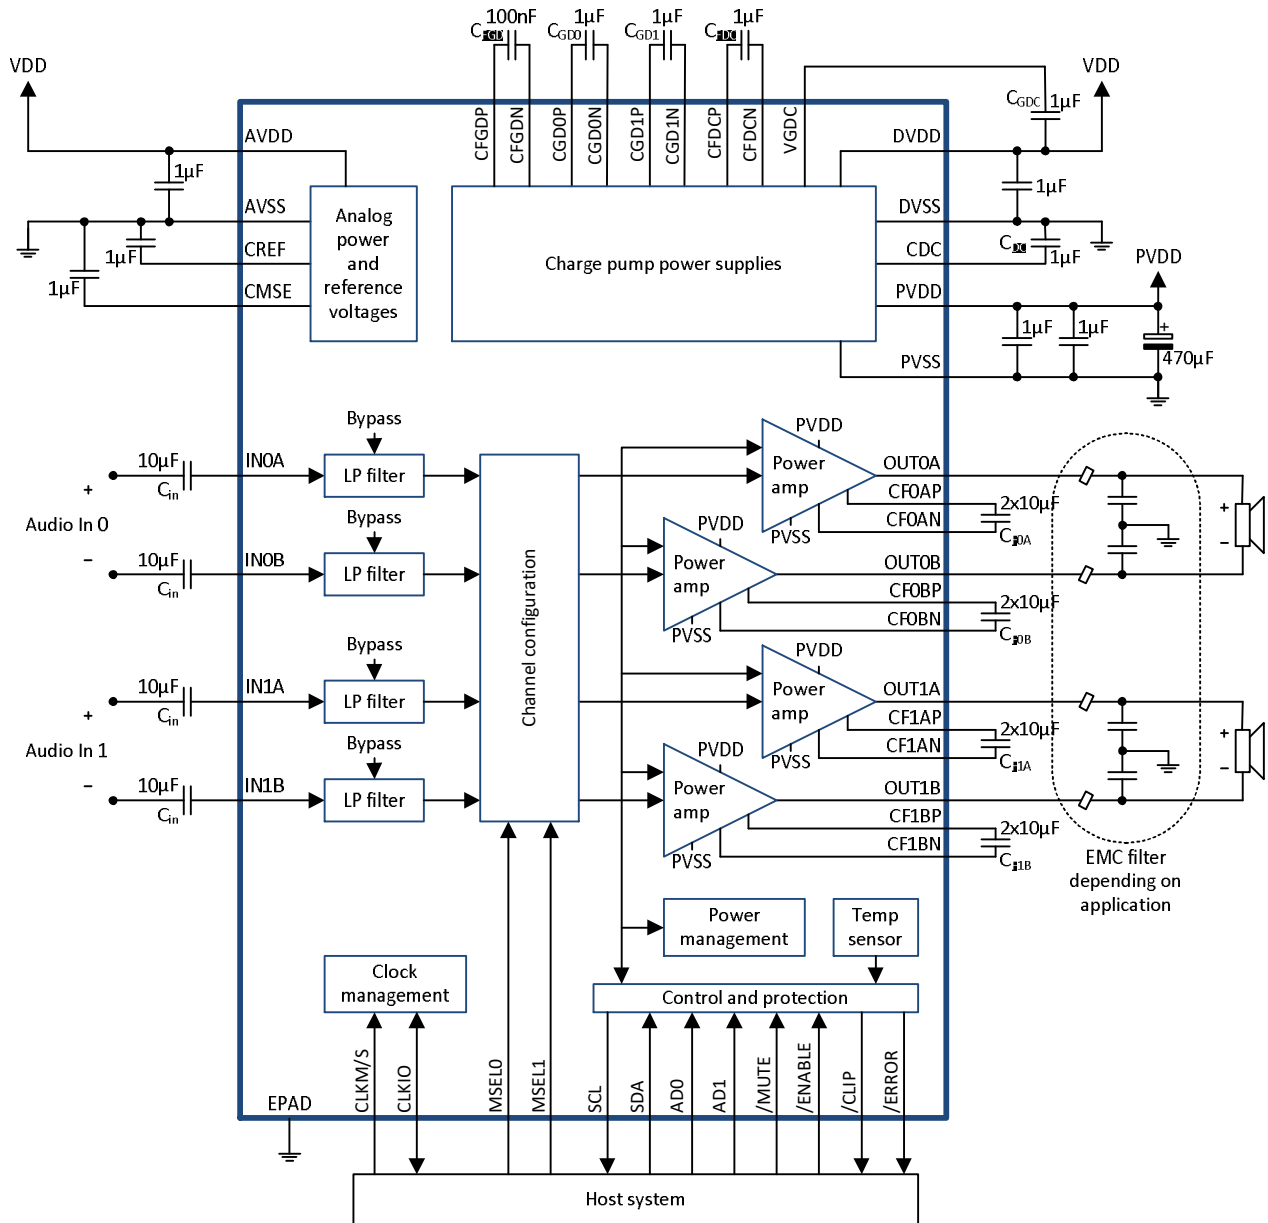 100nF 1µF 1µF 1µF
CFGD CGD0 CGD1 CFDC
VDD
VDD
CGDC 1µF
CFGDP
CFGDN
CGD0P
CGD0N
CGD1P
CGD1N
CFDCP
CFDCN
VGDC
AVDD
DVDD
1µF
1µF
AVSS
DVSS
CREF
CDC
CDC
1µF
1µF
1µF
CMSE
PVDD
PVDD
Analog
power
and
reference
voltages
Charge pump power supplies
1µF 1µF
+
470µF
PVSS
Bypass
10µF
Cin
IN0A
LP filter
+
Audio In 0
−
Bypass
10µF
Cin
IN0B
LP filter
Bypass
10µF
Cin
IN1A
LP filter
+
Audio In 1
−
Bypass
10µF
Cin
IN1B
LP filter
Channel configuration
PVDD
Power
amp
PVSS
OUT0A
CF0AP
CF0AN
2x10µF
+
−
PVDD
Power
amp
PVSS
OUT0B
CF0BP
CF0BN
2x10µF
PVDD
Power
amp
PVSS
OUT1A
CF1AP
CF1AN
2x10µF
+
−
PVDD
Power
amp
PVSS
OUT1B
CF1BP
CF1BN
2x10µF
EMC filter
depending on
application
Power
management
Temp
sensor
Clock
management
Control and protection
CLKM/S
CLKIO
MSEL0
MSEL1
SCL
SDA
AD0
AD1
/MUTE
/ENABLE
/CLIP
/ERROR
EPAD
Host system